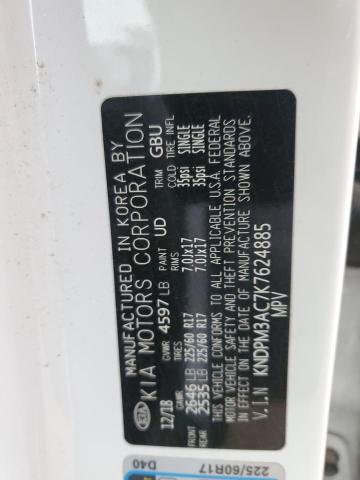 MANUFACTURED IN KOREA BY
KIA KIA MOTORS CORPORATION
12/18 GVWR 4597 LB PAINT UD TRIM GBU
GAWR RIMS COLD TIRE INFL
FRONT 2646 LB 225/60 R17 7.0Jx17 35psi SINGLE
REAR 2535 LB 225/60 R17 7.0Jx17 35psi SINGLE
THIS VEHICLE CONFORMS TO ALL APPLICABLE U.S.A. FEDERAL
MOTOR VEHICLE SAFETY AND THEFT PREVENTION STANDARDS
IN EFFECT ON THE DATE OF MANUFACTURE SHOWN ABOVE.
V.I.N KNDPM3AC7K7624885
MPV
D40
225/60R17